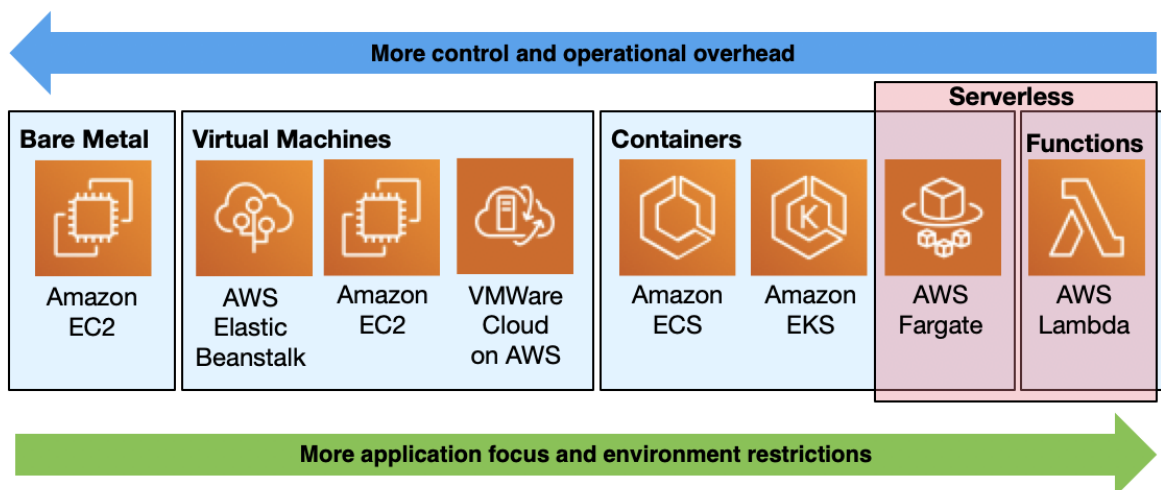 More control and operational overhead
Serverless
Bare Metal
Virtual Machines
Containers
Functions
K
Amazon
EC2
AWS
Elastic
Beanstalk
Amazon
EC2
VMWare
Cloud
on AWS
Amazon
ECS
Amazon
EKS
AWS
Fargate
AWS
Lambda
More application focus and environment restrictions